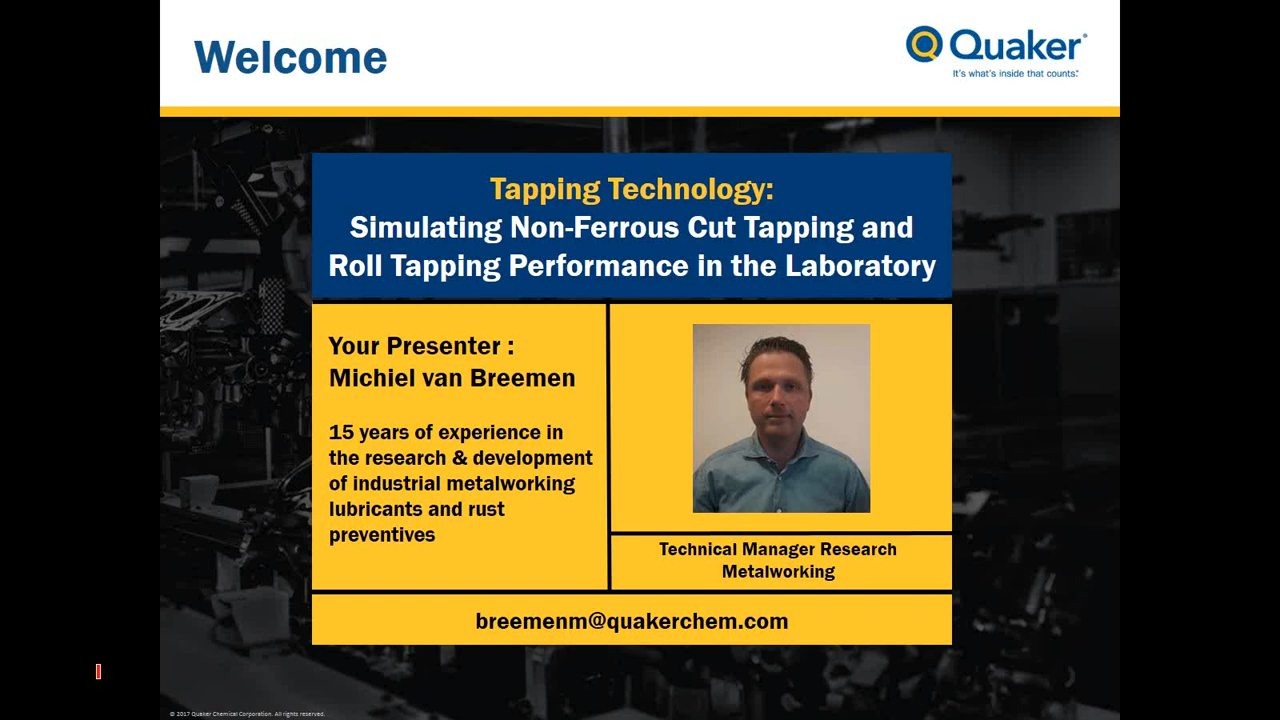 Welcome
Quaker®
It's what's inside that counts.™
Tapping Technology:
Simulating Non-Ferrous Cut Tapping and
Roll Tapping Performance in the Laboratory
Your Presenter :
Michiel van Breemen
15 years of experience in
the research & development
of industrial metalworking
lubricants and rust
preventives
Technical Manager Research
Metalworking
breemenm@quakerchem.com
© 2017 Quaker Chemical Corporation. All rights reserved.